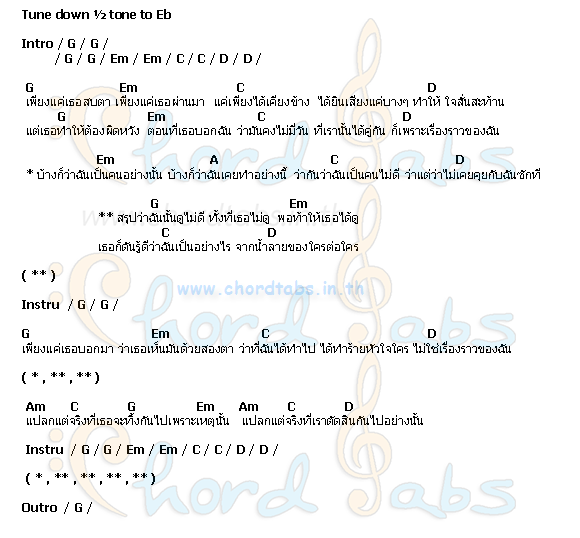 Tune down ½ tone to Eb
Intro / G / G /
/ G / G / Em / Em / C / C / D / D /
G Em C D
เพียงแค่เธอสบตา เพียงแค่เธอผ่านมา แค่เพียงได้เคียงข้าง ได้ยินเสียงแค่บางๆ ทำให้ ใจสั่นสะท้าน
G Em C D
แต่เธอทำให้ต้องผิดหวัง ตอนที่เธอบอกฉัน ว่ามันคงไม่มีวัน ที่เรานั้นได้คู่กัน ก็เพราะเรื่องราวของฉัน
Em A C D
* บ้างก็ว่าฉันเป็นคนอย่างนั้น บ้างก็ว่าฉันเคยทำอย่างนี้ ว่ากันว่าฉันเป็นคนไม่ดี ว่าแต่ว่าไม่เคยคุยกับฉันซักที
G Em
** สรุปว่าฉันนั้นดูไม่ดี ทั้งที่เธอไม่ดู พอทำให้เธอได้ดู
C D
เธอก็ดันรู้ดีว่าฉันเป็นอย่างไร จากน้ำลายของใครต่อใคร
( ** )
www.chordtabs.in.th
Instru / G / G /
G Em C D
เพียงแค่เธอบอกมา ว่าเธอเห็นมันด้วยสองตา ว่าที่ฉันได้ทำไป ได้ทำร้ายหัวใจใคร ไม่ใช่เรื่องราวของฉัน
( * , ** , ** )
Am C G Em Am C D
แปลกแต่จริงที่เธอจะทิ้งกันไปเพราะเหตุนั้น แปลกแต่จริงที่เราตัดสินกันไปอย่างนั้น
Instru / G / G / Em / Em / C / C / D / D /
( * , ** , ** , ** , ** )
Outro / G /
Chord Tabs